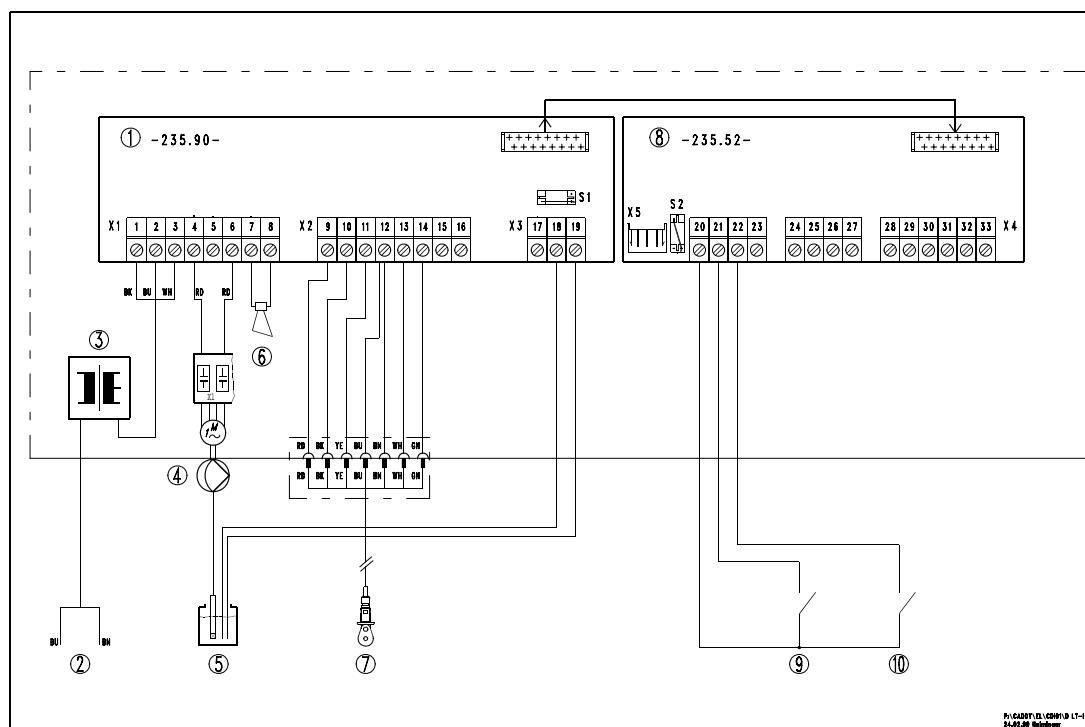 1 -235.90-
8 -235.52-
S1
X1 1 2 3 4 5 6 7 8
X2 9 10 11 12 13 14 15 16
X3 17 18 19
X5 S2
20 21 22 23
24 25 26 27
28 29 30 31 32 33 X4
BK BU WH RD RD
3
6
X1
M
1~
4
RD BK YE BU BN WH GN
RD BK YE BU BN WH GN
BU BN
2
5
7
9
10